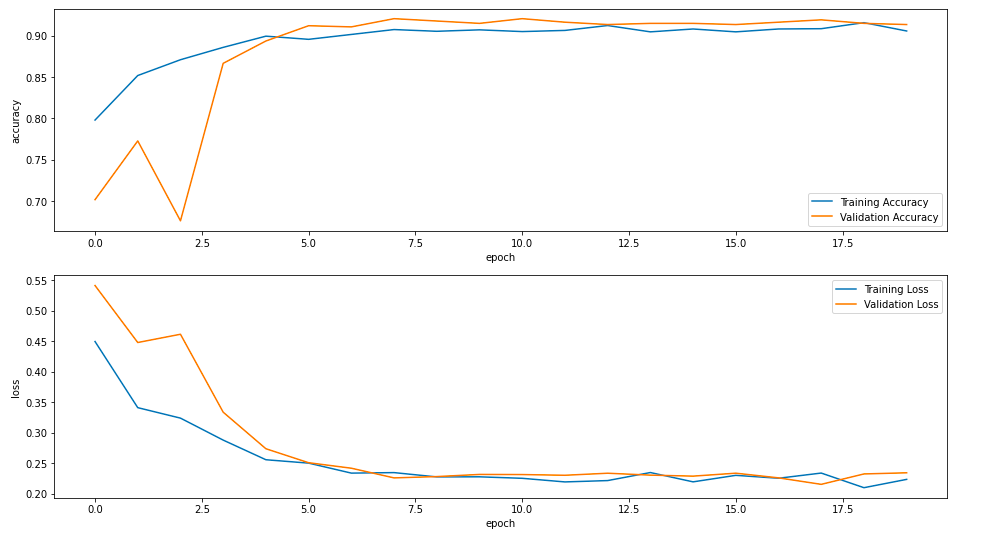 0.90
0.85
0.80
0.75
0.70
accuracy
0.0 2.5 5.0 7.5 10.0 12.5 15.0 17.5
epoch
Training Accuracy
Validation Accuracy
0.55
0.50
0.45
0.40
0.35
0.30
0.25
0.20
loss
0.0 2.5 5.0 7.5 10.0 12.5 15.0 17.5
epoch
Training Loss
Validation Loss